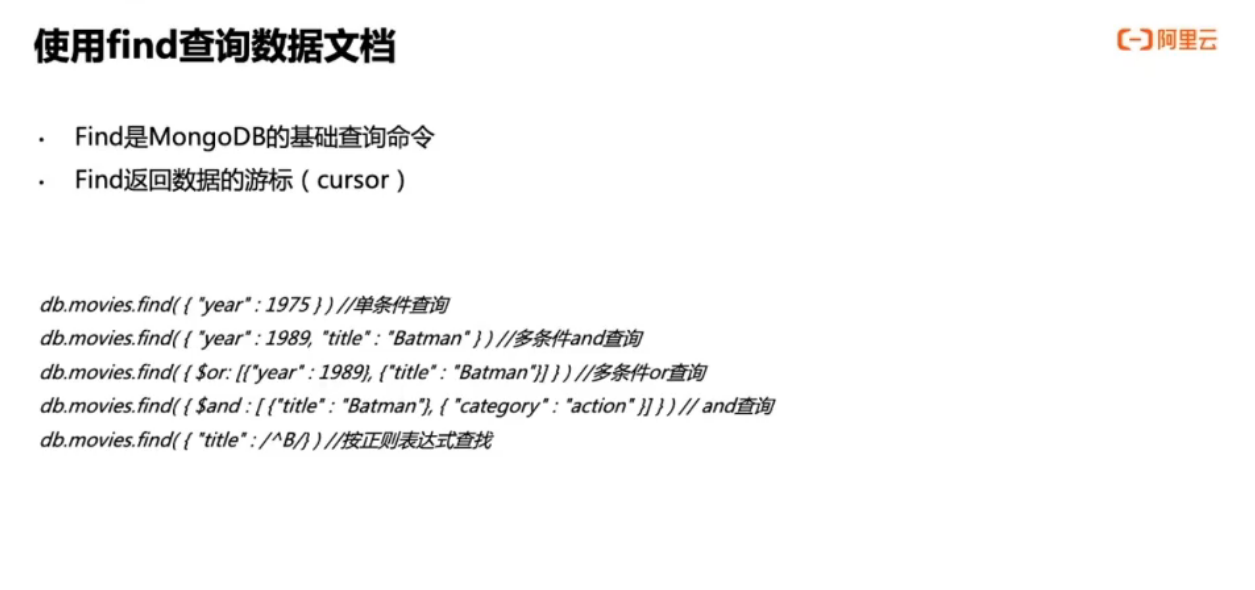 使用find查询数据文档
阿里云
· Find是MongoDB的基础查询命令
· Find返回数据的游标（cursor）
db.movies.find( { "year" : 1975 } ) //单条件查询
db.movies.find( { "year" : 1989, "title" : "Batman" } ) //多条件and查询
db.movies.find( { $or: [{"year" : 1989}, {"title" : "Batman"}] } ) //多条件or查询
db.movies.find( { $and : [ {"title" : "Batman"}, { "category" : "action" }] } ) // and查询
db.movies.find( { "title" : /^B/} ) //按正则表达式查找